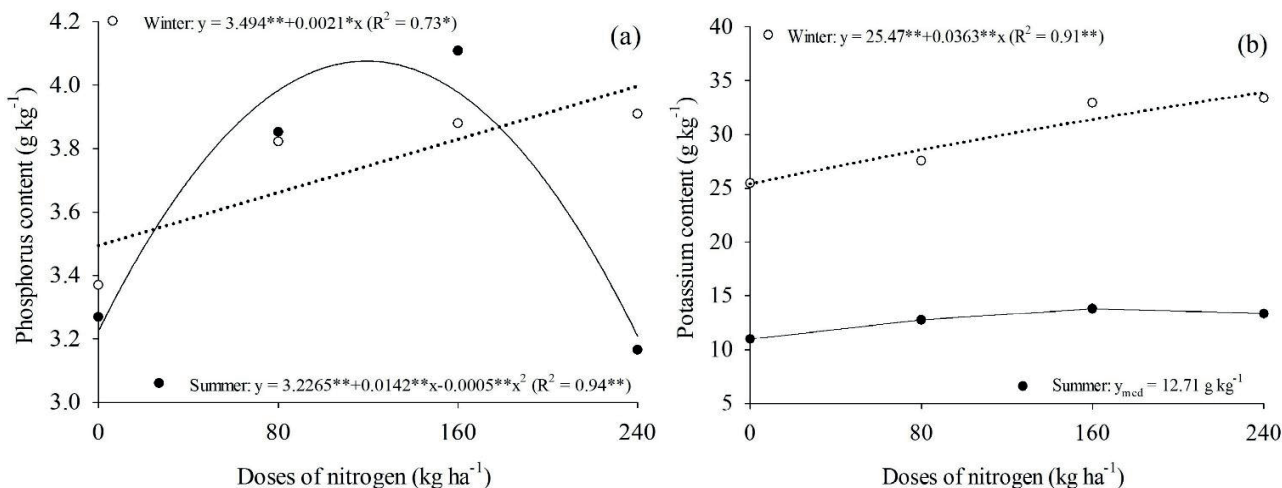 (a)
Winter: y = 3.494**+0.0021*x (R² = 0.73*)
Phosphorus content (g kg⁻¹)
4.2
4.0
3.8
3.6
3.4
3.2
3.0
Summer: y = 3.2265**+0.0142**x-0.0005**x² (R² = 0.94**)
0
80
160
240
Doses of nitrogen (kg ha⁻¹)
(b)
Winter: y = 25.47**+0.0363**x (R² = 0.91**)
Potassium content (g kg⁻¹)
40
35
30
25
20
15
10
5
Summer: yₘcd = 12.71 g kg⁻¹
0
80
160
240
Doses of nitrogen (kg ha⁻¹)